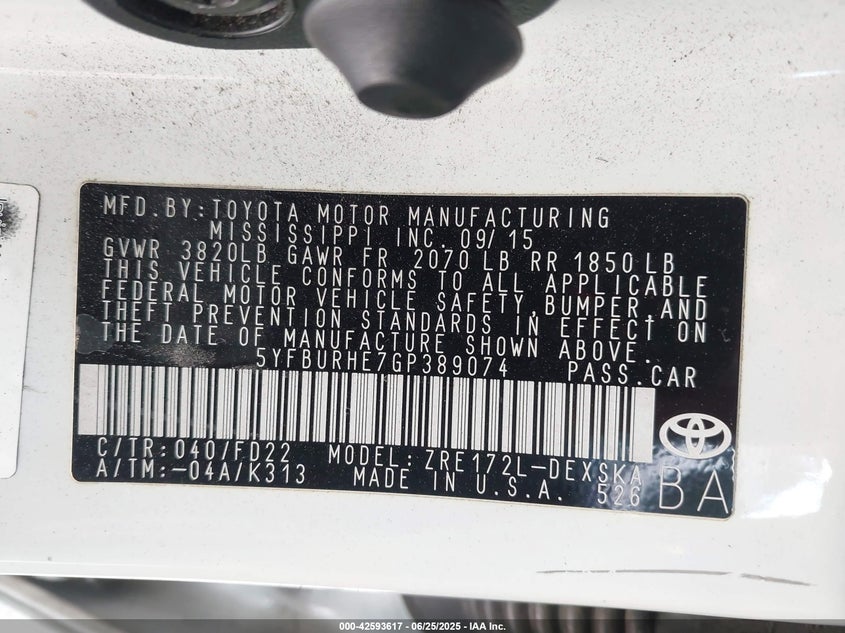 MFD.BY:TOYOTA MOTOR MANUFACTURING
MISSISSIPPI INC. 09/15
GVWR 3820LB GAWR FR 2070 LB RR 1850 LB
THIS VEHICLE CONFORMS TO ALL APPLICABLE
FEDERAL MOTOR VEHICLE SAFETY,BUMPER,AND
THEFT PREVENTION STANDARDS IN EFFECT ON
THE DATE OF MANUFACTURE SHOWN ABOVE.
5YFBURHE7GP389074 PASS.CAR
C/TR:040/FD22 MODEL:ZRE172L-DEXSKA
A/TM:-04A/K313 MADE IN U.S.A. 526 BA
000-42593617 - 06/25/2025 - IAA Inc.